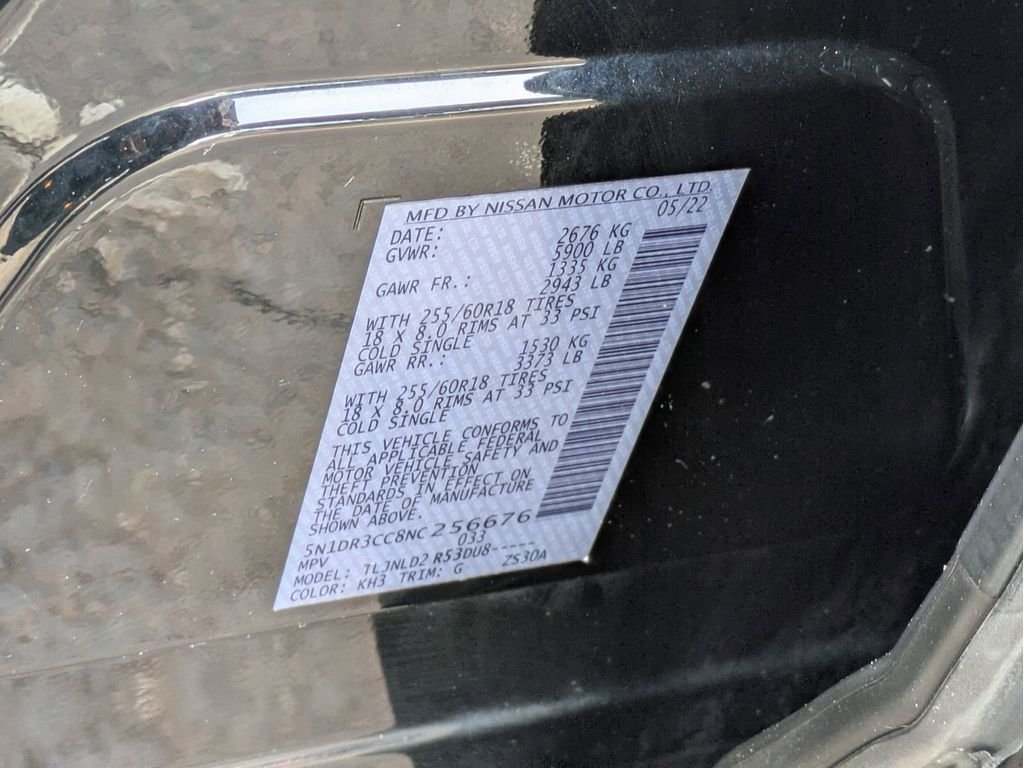 MFD BY NISSAN MOTOR CO., LTD.
DATE: 05/22
GVWR: 2676 KG
5900 LB
GAWR FR.: 1335 KG
2943 LB
WITH 255/60R18 TIRES
18 X 8.0 RIMS AT 33 PSI
COLD SINGLE
GAWR RR.: 1530 KG
3373 LB
WITH 255/60R18 TIRES
18 X 8.0 RIMS AT 33 PSI
COLD SINGLE
THIS VEHICLE CONFORMS TO
ALL APPLICABLE FEDERAL
MOTOR VEHICLE SAFETY AND
THEFT PREVENTION
STANDARDS IN EFFECT ON
THE DATE OF MANUFACTURE
SHOWN ABOVE.
5N1DR3CC8NC256676
MPV 033
MODEL: TLJNLD2 R53DU8-----
COLOR: KH3 TRIM: G ZS30A